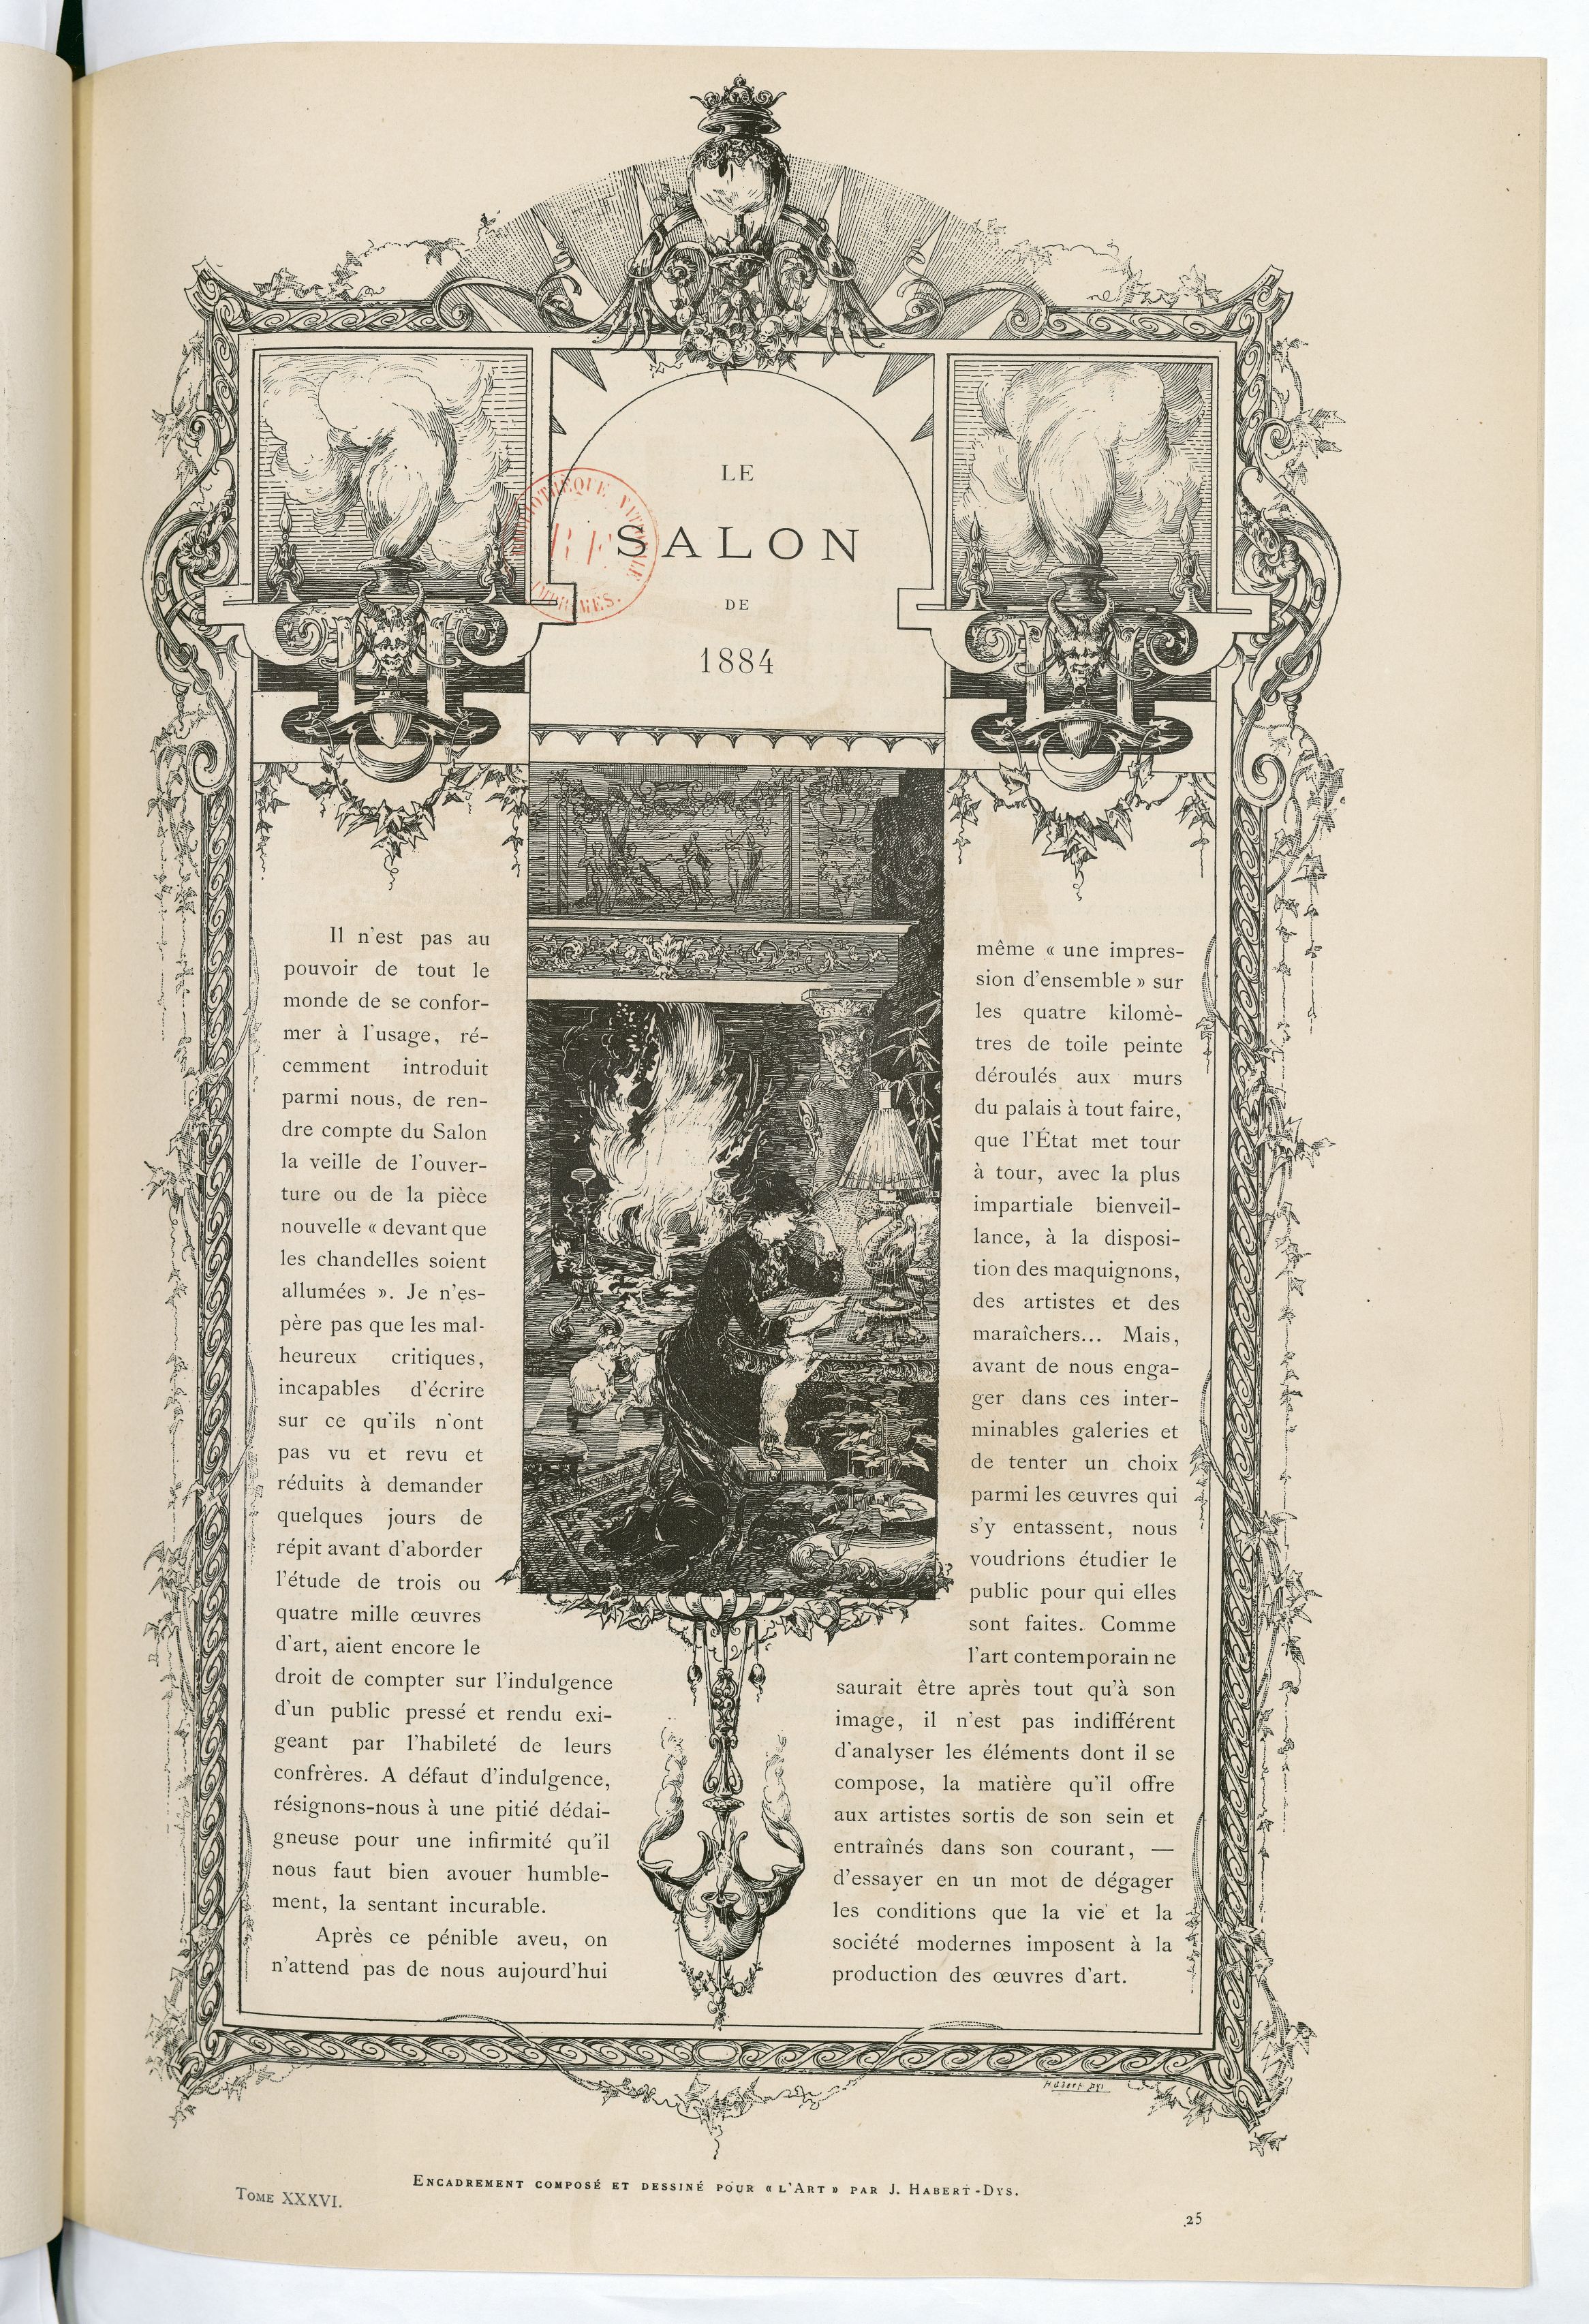 LE
SALON
DE
1884
BIBLIOTHÈQUE NATIONALE
R F
IMPRIMÉS.
Il n'est pas au
pouvoir de tout le
monde de se confor-
mer à l'usage, ré-
cemment introduit
parmi nous, de ren-
dre compte du Salon
la veille de l'ouver-
ture ou de la pièce
nouvelle « devant que
les chandelles soient
allumées ». Je n'es-
père pas que les mal-
heureux critiques,
incapables d'écrire
sur ce qu'ils n'ont
pas vu et revu et
réduits à demander
quelques jours de
répit avant d'aborder
l'étude de trois ou
quatre mille œuvres
d'art, aient encore le
droit de compter sur l'indulgence
d'un public pressé et rendu exi-
geant par l'habileté de leurs
confrères. A défaut d'indulgence,
résignons-nous à une pitié dédai-
gneuse pour une infirmité qu'il
nous faut bien avouer humble-
ment, la sentant incurable.
Après ce pénible aveu, on
n'attend pas de nous aujourd'hui
même « une impres-
sion d'ensemble » sur
les quatre kilomè-
tres de toile peinte
déroulés aux murs
du palais à tout faire,
que l'État met tour
à tour, avec la plus
impartiale bienveil-
lance, à la disposi-
tion des maquignons,
des artistes et des
maraîchers... Mais,
avant de nous enga-
ger dans ces inter-
minables galeries et
de tenter un choix
parmi les œuvres qui
s'y entassent, nous
voudrions étudier le
public pour qui elles
sont faites. Comme
l'art contemporain ne
saurait être après tout qu'à son
image, il n'est pas indifférent
d'analyser les éléments dont il se
compose, la matière qu'il offre
aux artistes sortis de son sein et
entraînés dans son courant, —
d'essayer en un mot de dégager
les conditions que la vie et la
société modernes imposent à la
production des œuvres d'art.
Habert Dys
ENCADREMENT COMPOSÉ ET DESSINÉ POUR « L'ART » PAR J. HABERT-DYS.
TOME XXXVI.
25